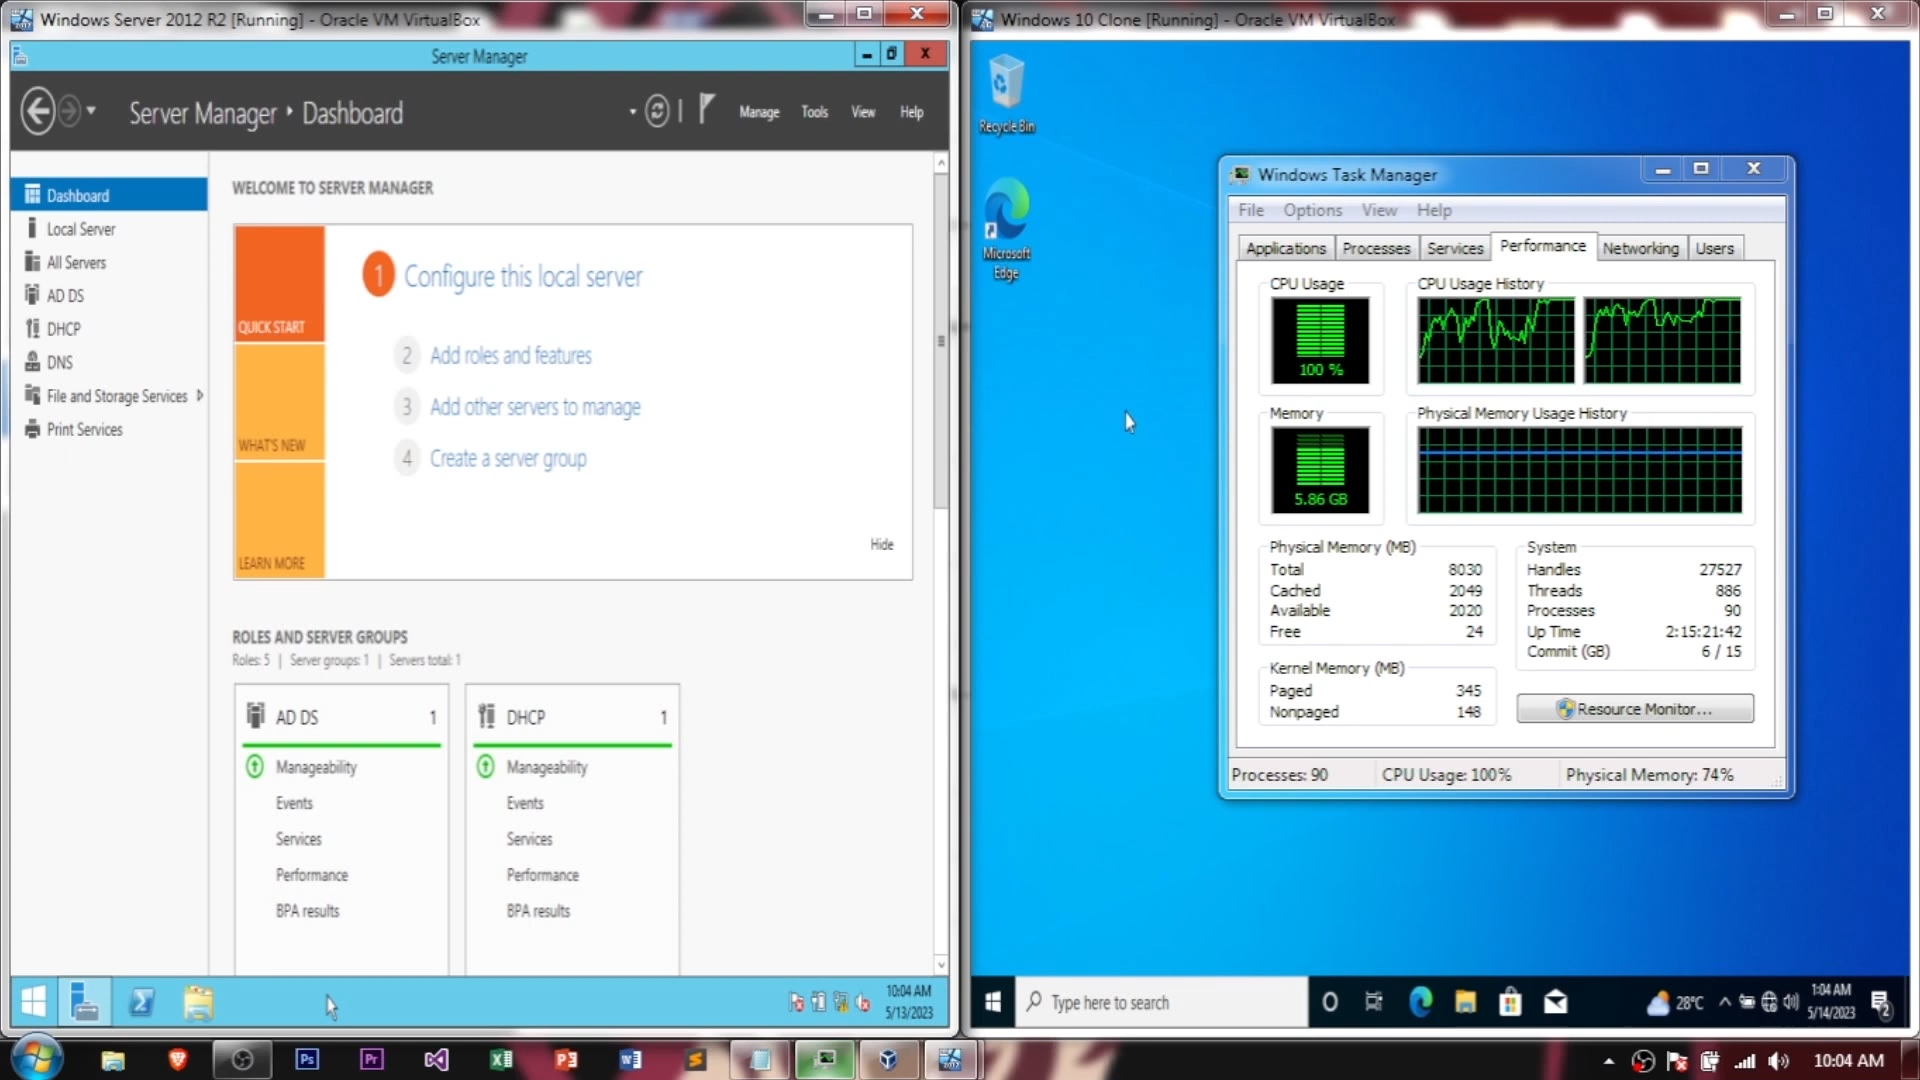 Windows Server 2012 R2 [Running] - Oracle VM VirtualBox
Server Manager
Server Manager • Dashboard
Manage
Tools
View
Help
Dashboard
Local Server
All Servers
AD DS
DHCP
DNS
File and Storage Services
Print Services
WELCOME TO SERVER MANAGER
QUICK START
WHAT'S NEW
LEARN MORE
1 Configure this local server
2 Add roles and features
3 Add other servers to manage
4 Create a server group
Hide
ROLES AND SERVER GROUPS
Roles: 5 | Server groups: 1 | Servers total: 1
AD DS 1
Manageability
Events
Services
Performance
BPA results
DHCP 1
Manageability
Events
Services
Performance
BPA results
10:04 AM
5/13/2023
Windows 10 Clone [Running] - Oracle VM VirtualBox
Recycle Bin
Microsoft
Edge
Windows Task Manager
File Options View Help
Applications Processes Services Performance Networking Users
CPU Usage
100 %
CPU Usage History
Memory
5.86 GB
Physical Memory Usage History
Physical Memory (MB)
Total 8030
Cached 2049
Available 2020
Free 24
System
Handles 27527
Threads 886
Processes 90
Up Time 2:15:21:42
Commit (GB) 6 / 15
Kernel Memory (MB)
Paged 345
Nonpaged 148
Resource Monitor...
Processes: 90 CPU Usage: 100% Physical Memory: 74%
Type here to search
28°C
1:04 AM
5/14/2023
2
Ps
Pr
10:04 AM